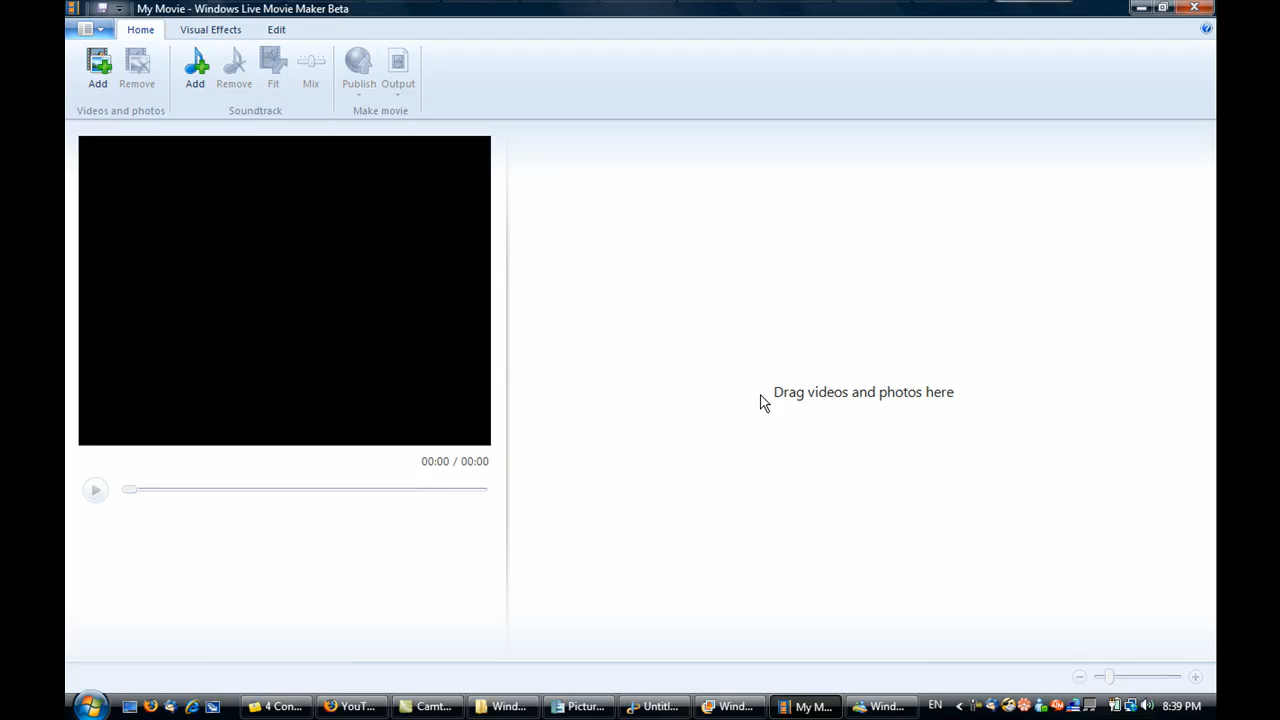 My Movie - Windows Live Movie Maker Beta
Home Visual Effects Edit
Add Remove Add Remove Fit Mix Publish Output
Videos and photos Soundtrack Make movie
Drag videos and photos here
00:00 / 00:00
4 Con... YouT... Camt... Wind... Pictur... Untitl... Wind... My M... Wind... EN 8:39 PM